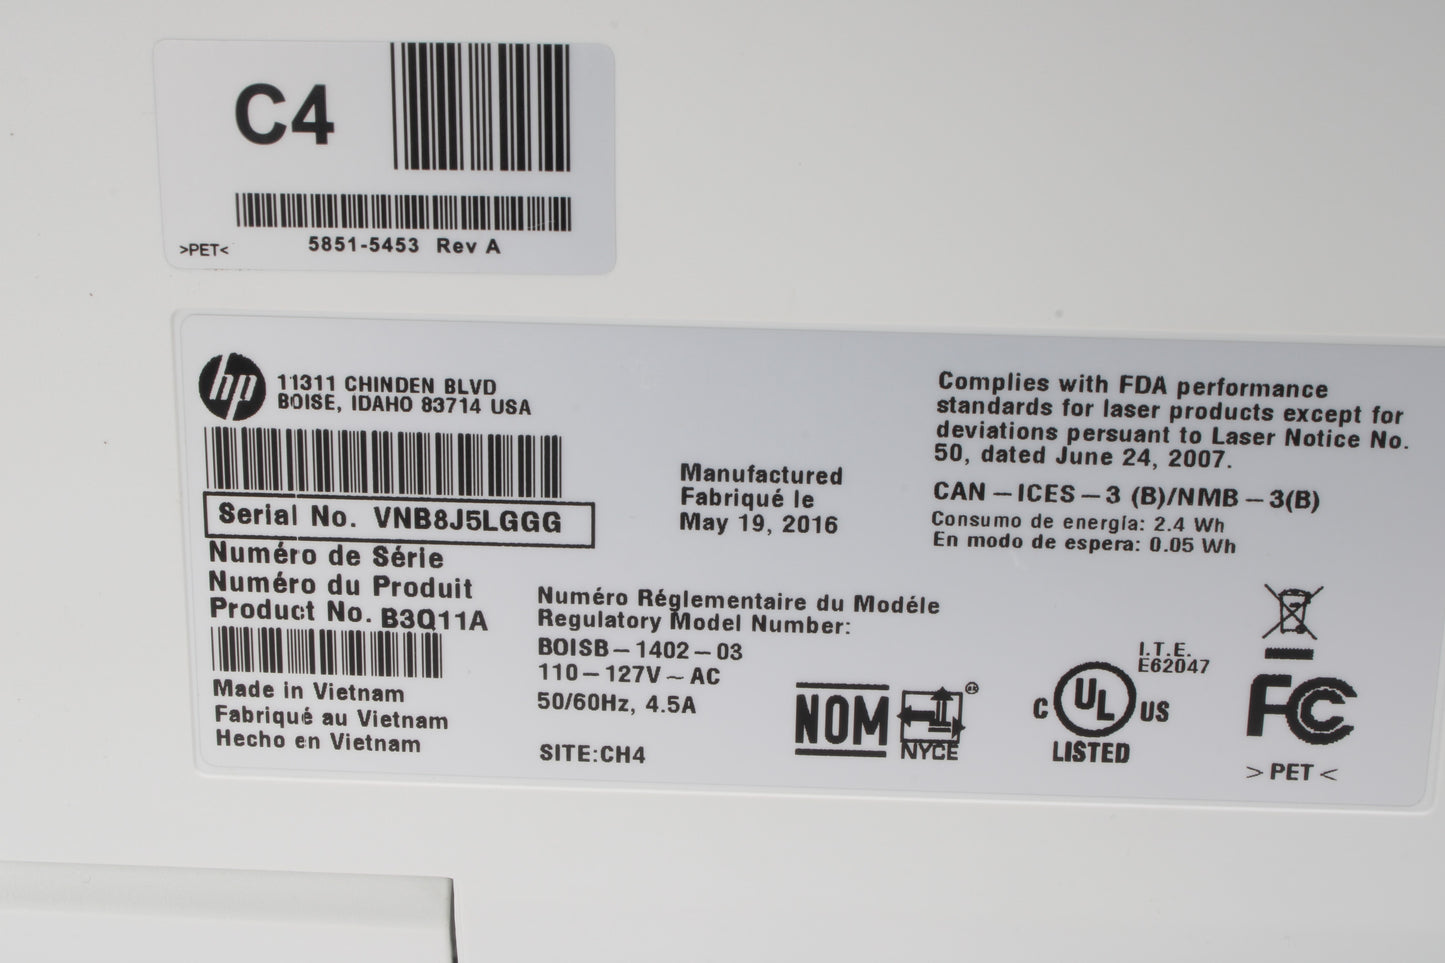 C4
>PET<
5851-5453 Rev A
hp
11311 CHINDEN BLVD
BOISE, IDAHO 83714 USA
Serial No. VNB8J5LGGG
Numéro de Série
Numéro du Produit
Product No. B3Q11A
Made in Vietnam
Fabriqué au Vietnam
Hecho en Vietnam
Manufactured
Fabriqué le
May 19, 2016
Numéro Réglementaire du Modéle
Regulatory Model Number:
BOISB-1402-03
110-127V~AC
50/60Hz, 4.5A
SITE:CH4
Complies with FDA performance
standards for laser products except for
deviations persuant to Laser Notice No.
50, dated June 24, 2007.
CAN-ICES-3 (B)/NMB-3(B)
Consumo de energía: 2.4 Wh
En modo de espera: 0.05 Wh
NOM
NYCE
I.T.E.
E62047
C UL US
LISTED
FC
> PET <